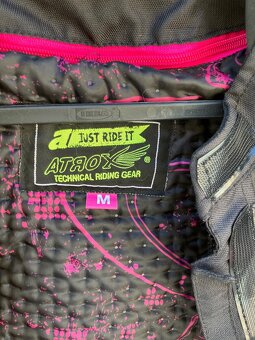 JUST RIDE IT
ATROX ®
TECHNICAL RIDING GEAR
M